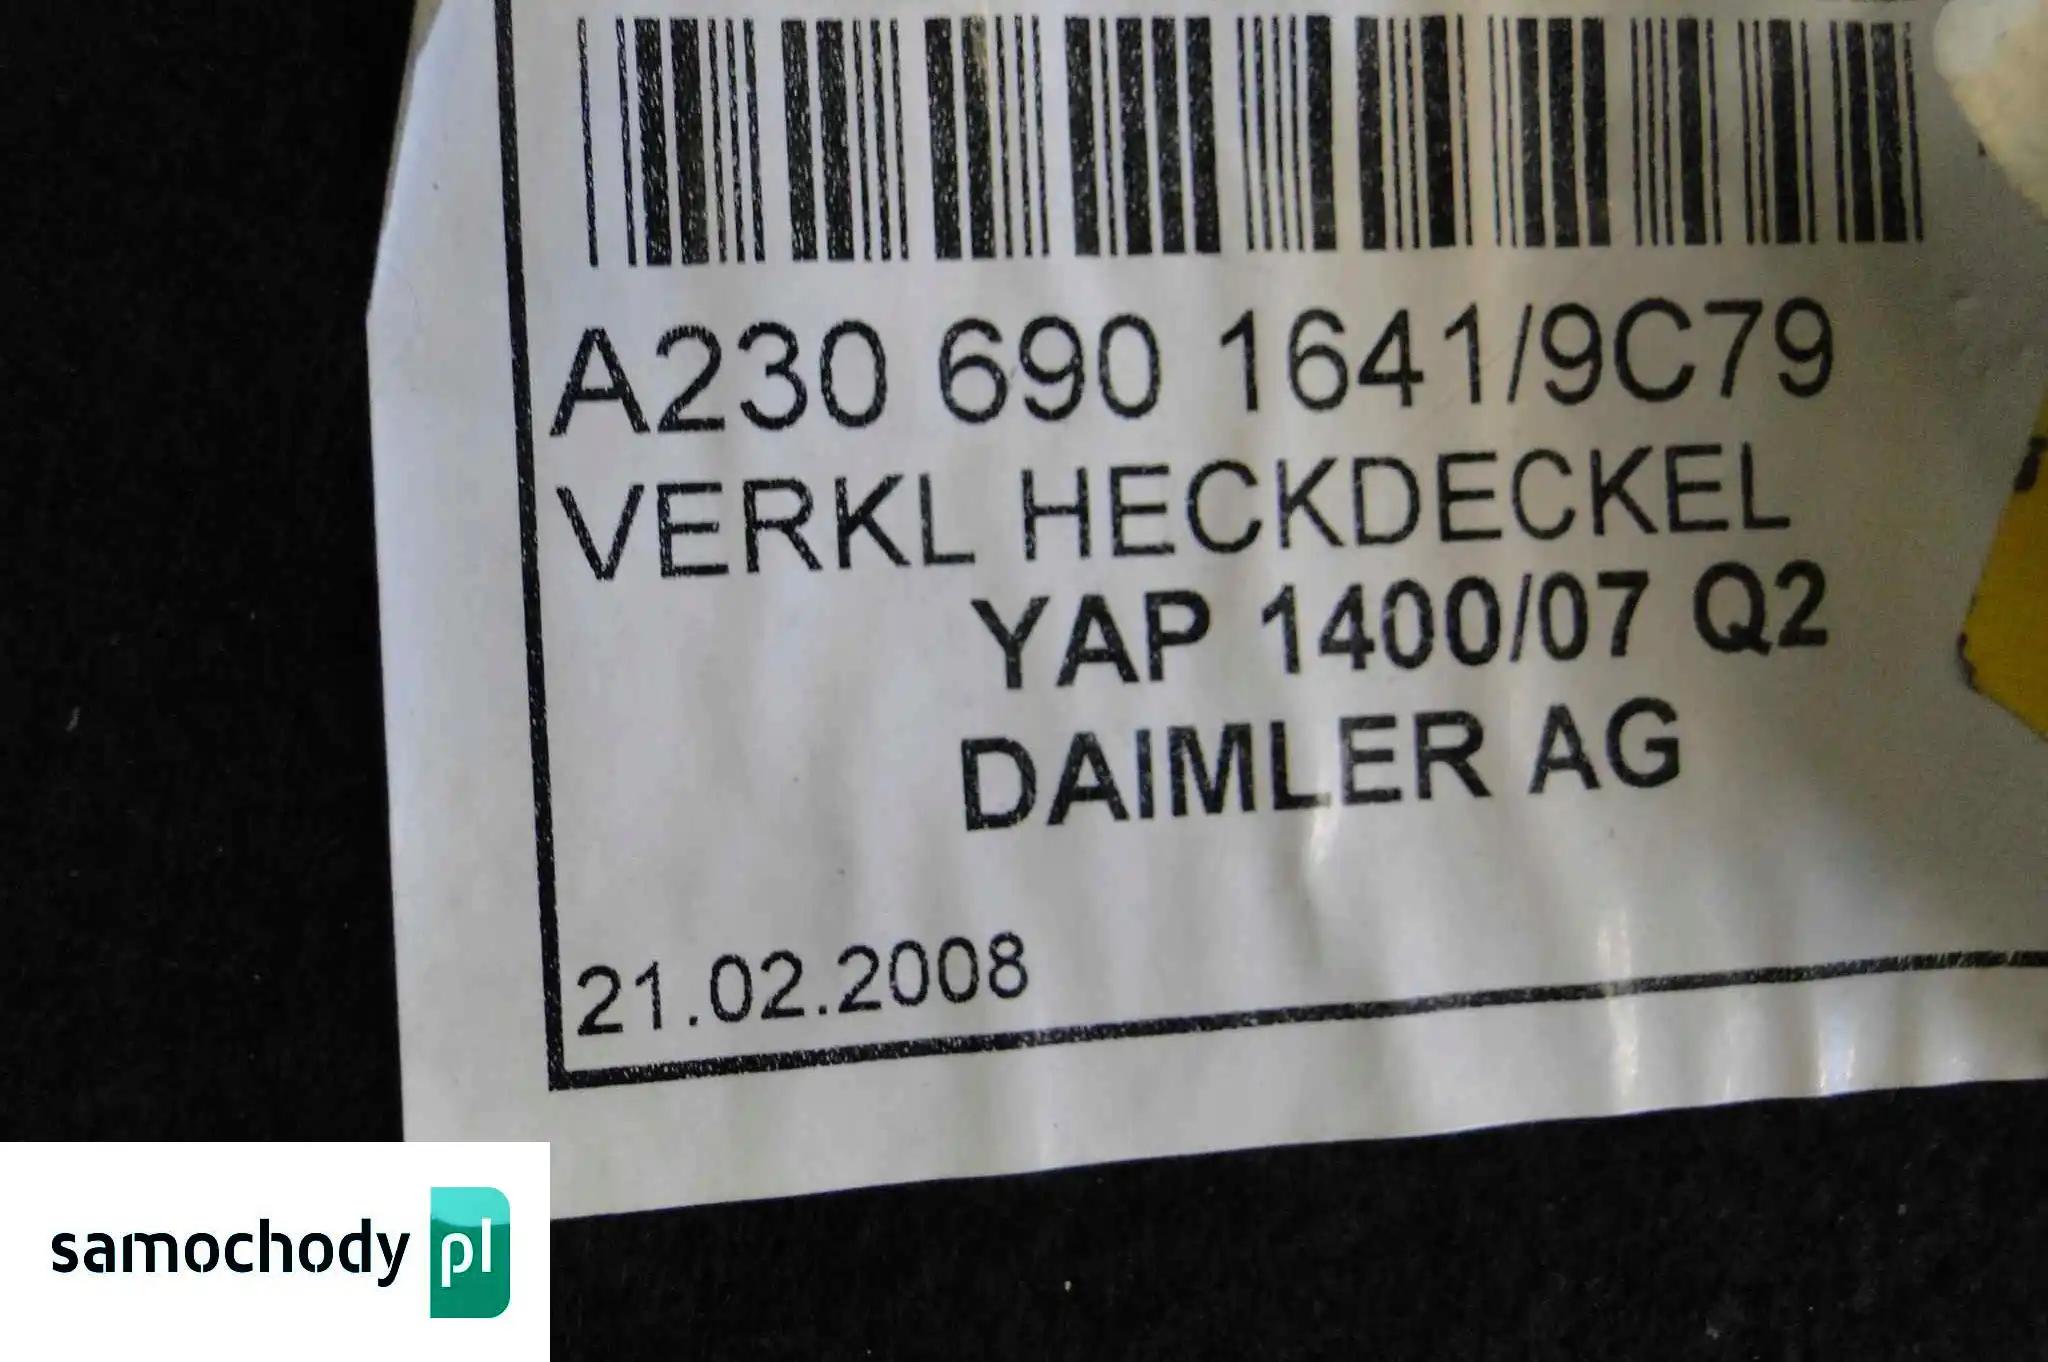 A230 690 1641/9C79
VERKL HECKDECKEL
YAP 1400/07 Q2
DAIMLER AG
21.02.2008
samochody pl